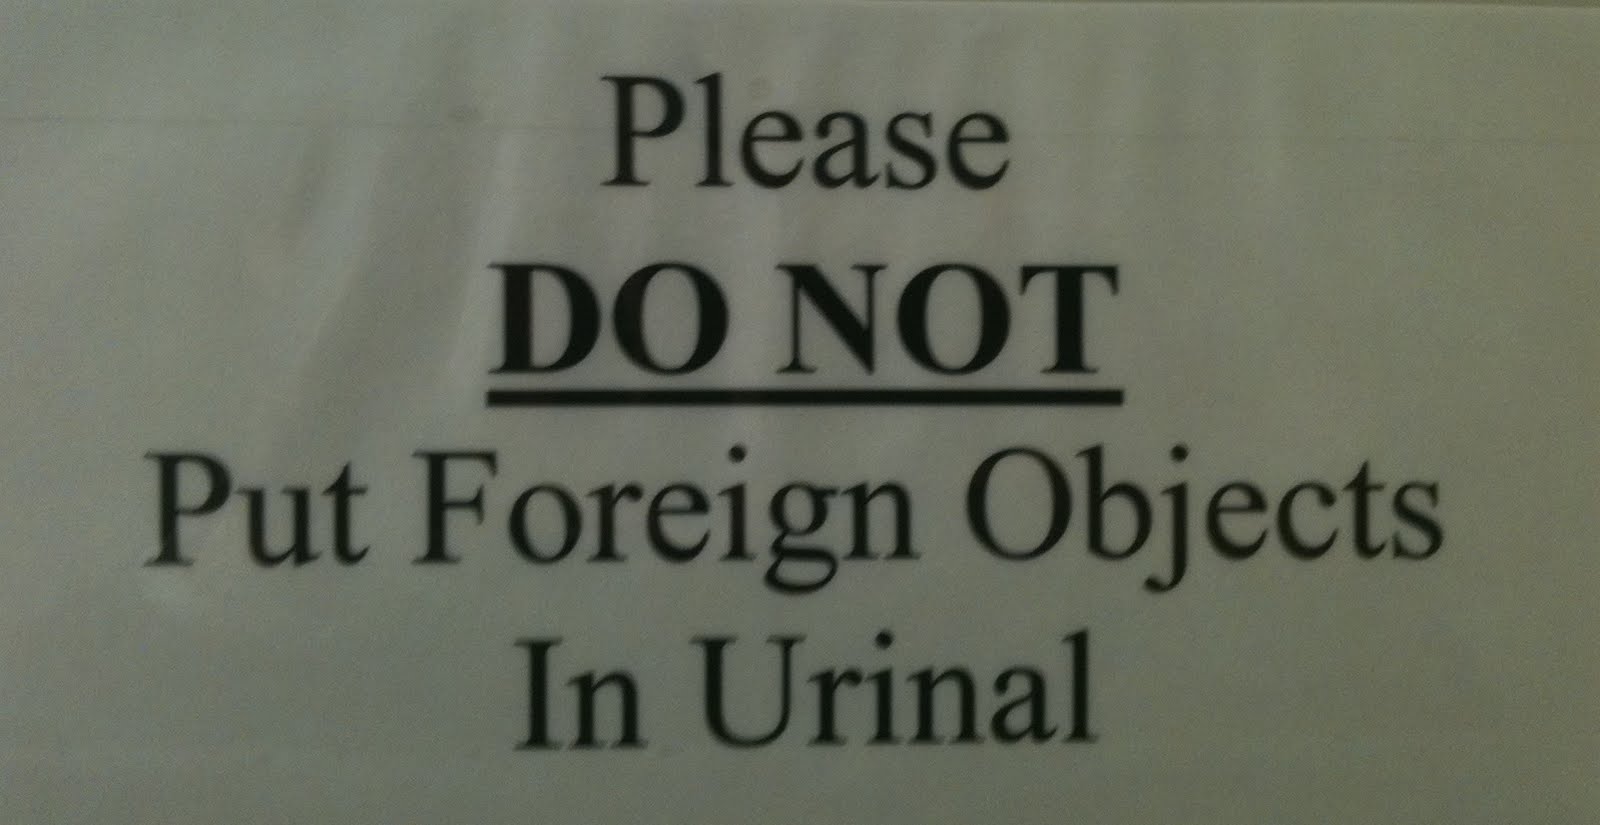 Please
DO NOT
Put Foreign Objects
In Urinal